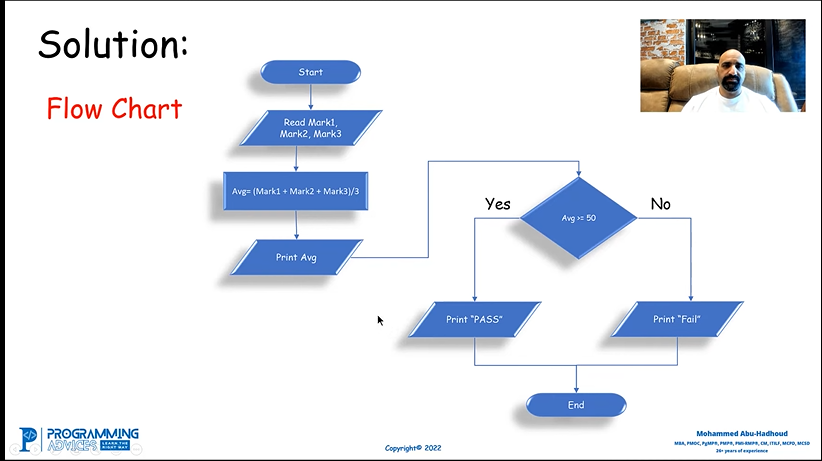 Solution:
Flow Chart
Start
Read Mark1,
Mark2, Mark3
Avg= (Mark1 + Mark2 + Mark3)/3
Print Avg
Yes
Avg >= 50
No
Print “PASS”
Print “Fail”
End
PROGRAMMING
ADVICES LEARN THE
RIGHT WAY
Copyright© 2022
Mohammed Abu-Hadhoud
MBA, PMOC, PgMP®, PMP®, PMI-RMP®, CM, ITILF, MCPD, MCSD
26+ years of experience